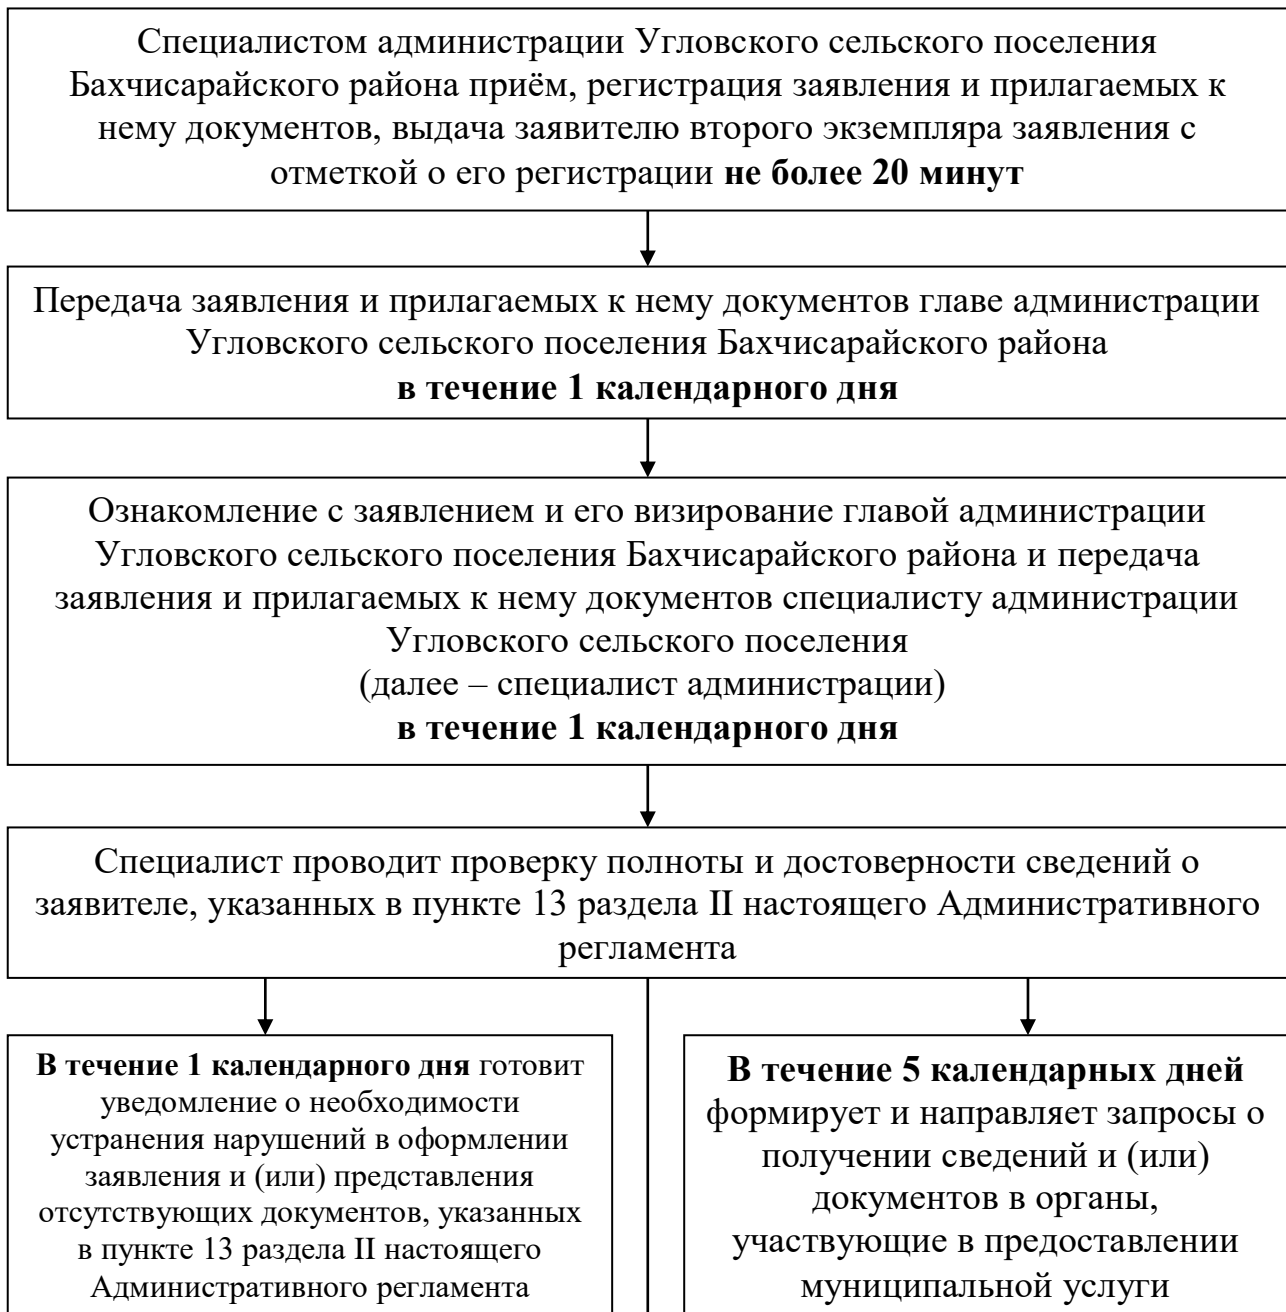 Специалистом администрации Угловского сельского поселения
Бахчисарайского района приём, регистрация заявления и прилагаемых к
нему документов, выдача заявителю второго экземпляра заявления с
отметкой о его регистрации не более 20 минут
Передача заявления и прилагаемых к нему документов главе администрации
Угловского сельского поселения Бахчисарайского района
в течение 1 календарного дня
Ознакомление с заявлением и его визирование главой администрации
Угловского сельского поселения Бахчисарайского района и передача
заявления и прилагаемых к нему документов специалисту администрации
Угловского сельского поселения
(далее – специалист администрации)
в течение 1 календарного дня
Специалист проводит проверку полноты и достоверности сведений о
заявителе, указанных в пункте 13 раздела II настоящего Административного
регламента
В течение 1 календарного дня готовит
уведомление о необходимости
устранения нарушений в оформлении
заявления и (или) представления
отсутствующих документов, указанных
в пункте 13 раздела II настоящего
Административного регламента
В течение 5 календарных дней
формирует и направляет запросы о
получении сведений и (или)
документов в органы,
участвующие в предоставлении
муниципальной услуги